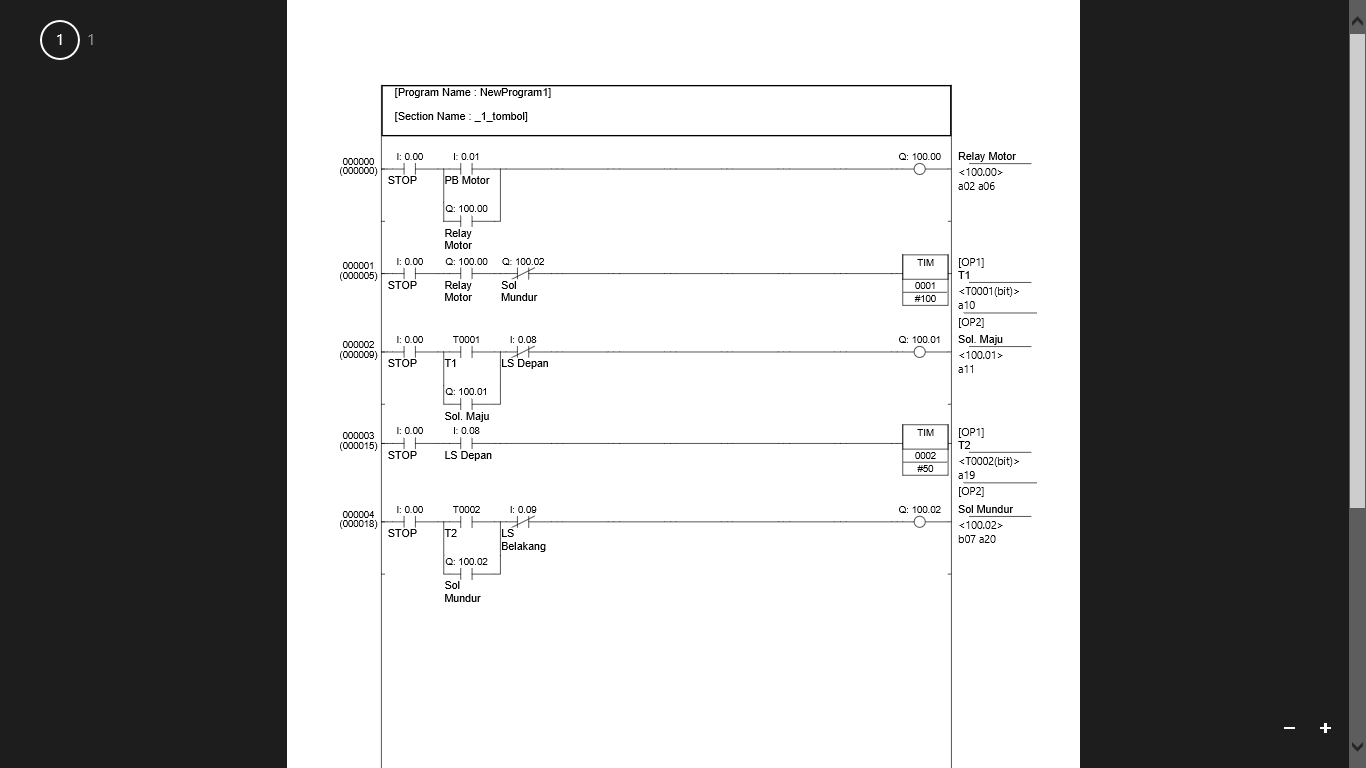 1 1
[Program Name : NewProgram1]
[Section Name : _1_tombol]
000000
(000000)
I: 0.00 I: 0.01 Q: 100.00 Relay Motor
STOP PB Motor <100.00>
a02 a06
Q: 100.00
Relay
Motor
000001
(000005)
I: 0.00 Q: 100.00 Q: 100.02 TIM [OP1]
T1
STOP Relay Sol 0001 <T0001(bit)>
Motor Mundur #100 a10
[OP2]
000002
(000009)
I: 0.00 T0001 I: 0.08 Q: 100.01 Sol. Maju
STOP T1 LS Depan <100.01>
a11
Q: 100.01
Sol. Maju
000003
(000015)
I: 0.00 I: 0.08 TIM [OP1]
T2
STOP LS Depan 0002 <T0002(bit)>
#50 a19
[OP2]
000004
(000018)
I: 0.00 T0002 I: 0.09 Q: 100.02 Sol Mundur
STOP T2 LS <100.02>
Belakang b07 a20
Q: 100.02
Sol
Mundur